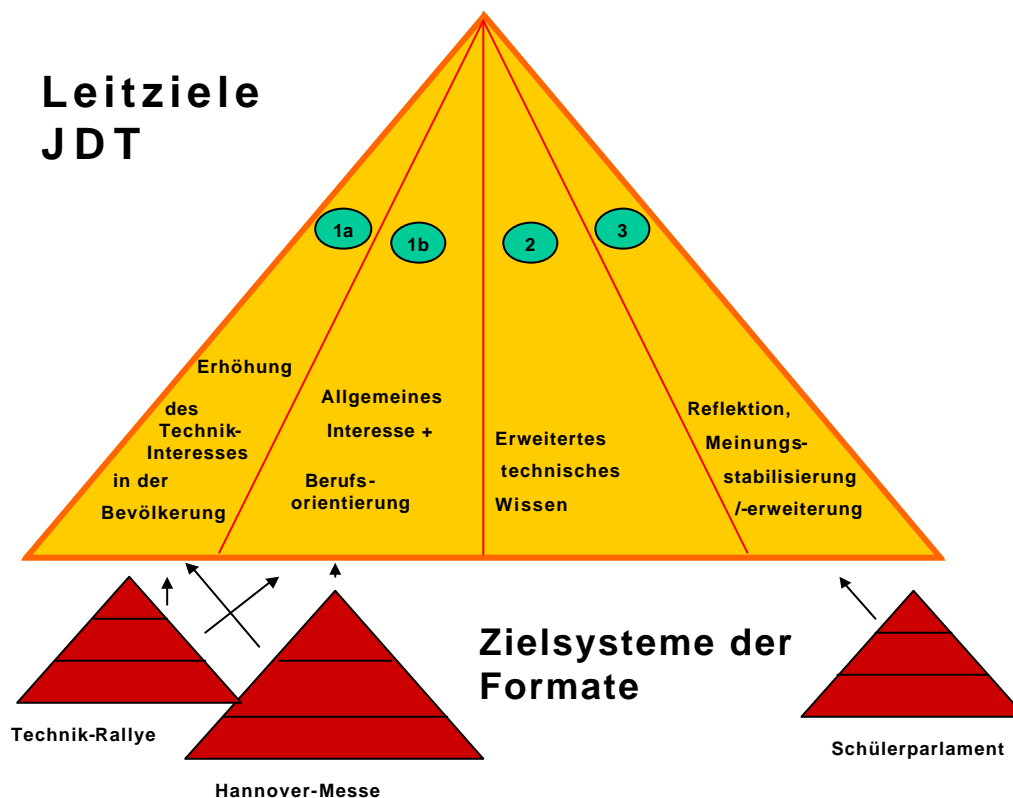 Leitziele
JDT
1a
1b
2
3
Erhöhung
des
Technik-
Interesses
in der
Bevölkerung
Allgemeines
Interesse +
Berufs-
orientierung
Erweitertes
technisches
Wissen
Reflektion,
Meinungs-
stabilisierung
/-erweiterung
Zielsysteme der
Formate
Technik-Rallye
Hannover-Messe
Schülerparlament